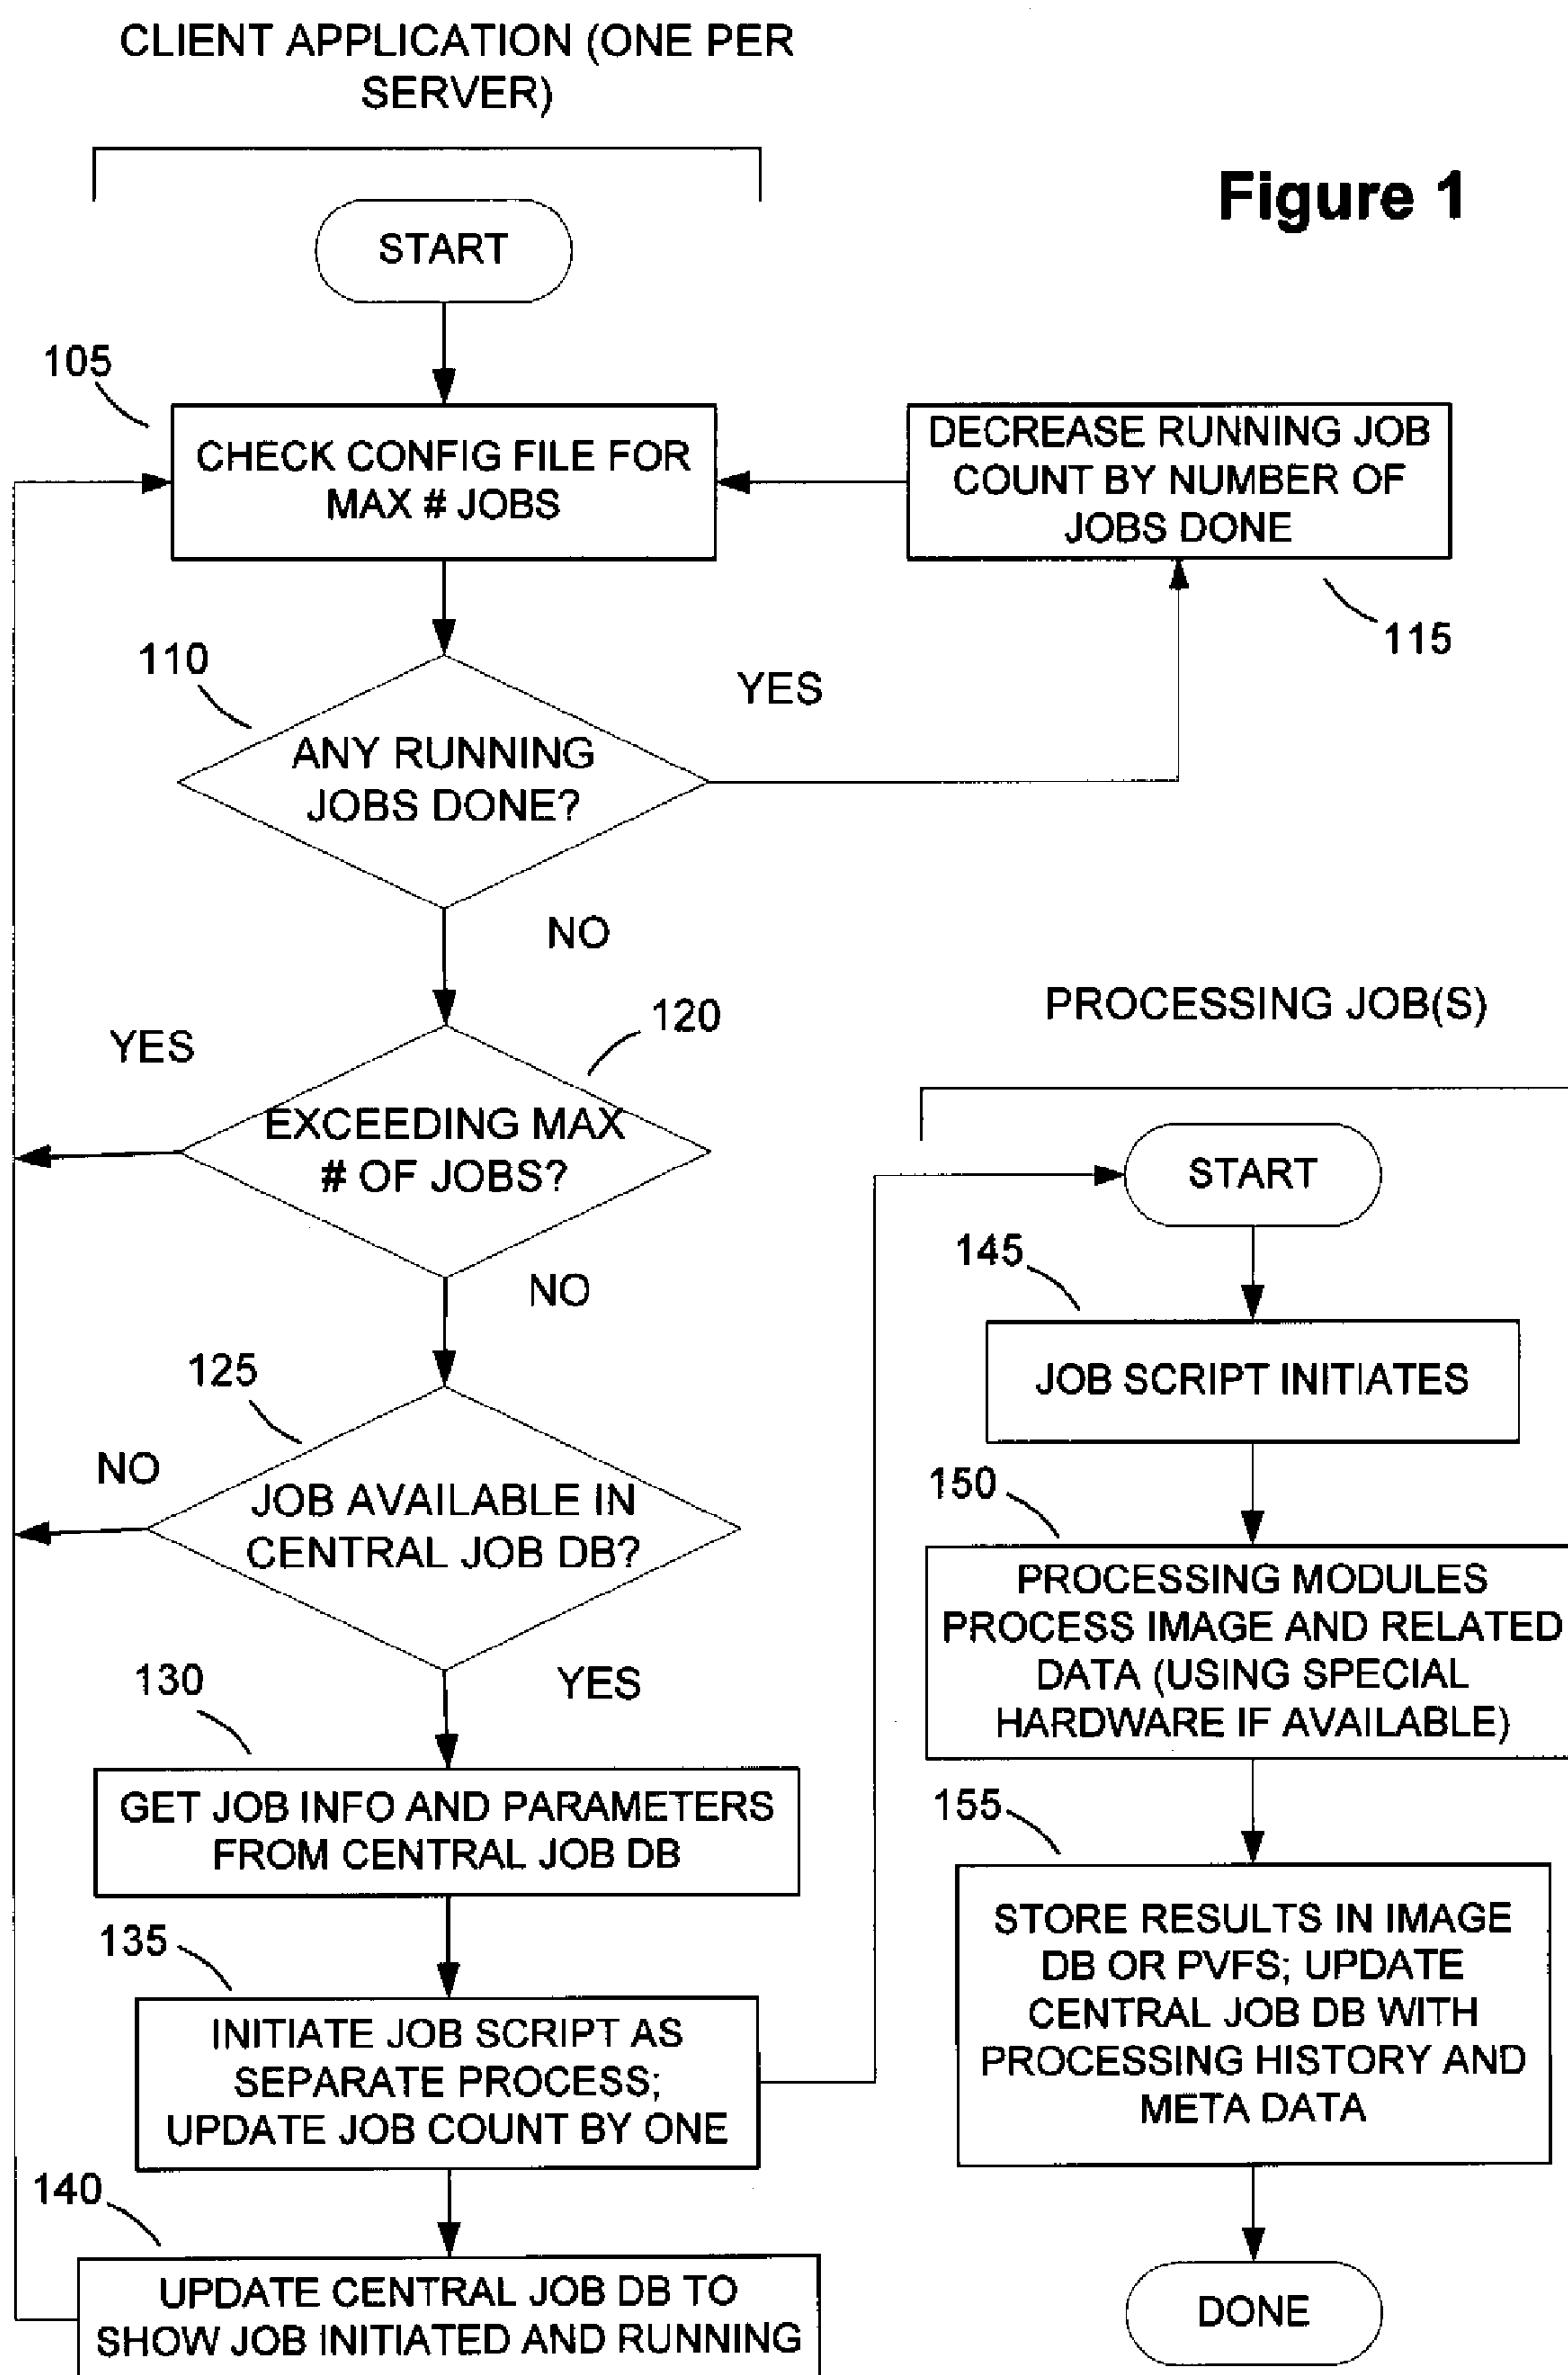 CLIENT APPLICATION (ONE PER
SERVER)
Figure 1
START
105
CHECK CONFIG FILE FOR
MAX # JOBS
DECREASE RUNNING JOB
COUNT BY NUMBER OF
JOBS DONE
115
110
YES
ANY RUNNING
JOBS DONE?
NO
120
YES
EXCEEDING MAX
# OF JOBS?
NO
125
NO
JOB AVAILABLE IN
CENTRAL JOB DB?
YES
130
GET JOB INFO AND PARAMETERS
FROM CENTRAL JOB DB
135
INITIATE JOB SCRIPT AS
SEPARATE PROCESS;
UPDATE JOB COUNT BY ONE
140
UPDATE CENTRAL JOB DB TO
SHOW JOB INITIATED AND RUNNING
PROCESSING JOB(S)
START
145
JOB SCRIPT INITIATES
150
PROCESSING MODULES
PROCESS IMAGE AND RELATED
DATA (USING SPECIAL
HARDWARE IF AVAILABLE)
155
STORE RESULTS IN IMAGE
DB OR PVFS; UPDATE
CENTRAL JOB DB WITH
PROCESSING HISTORY AND
META DATA
DONE